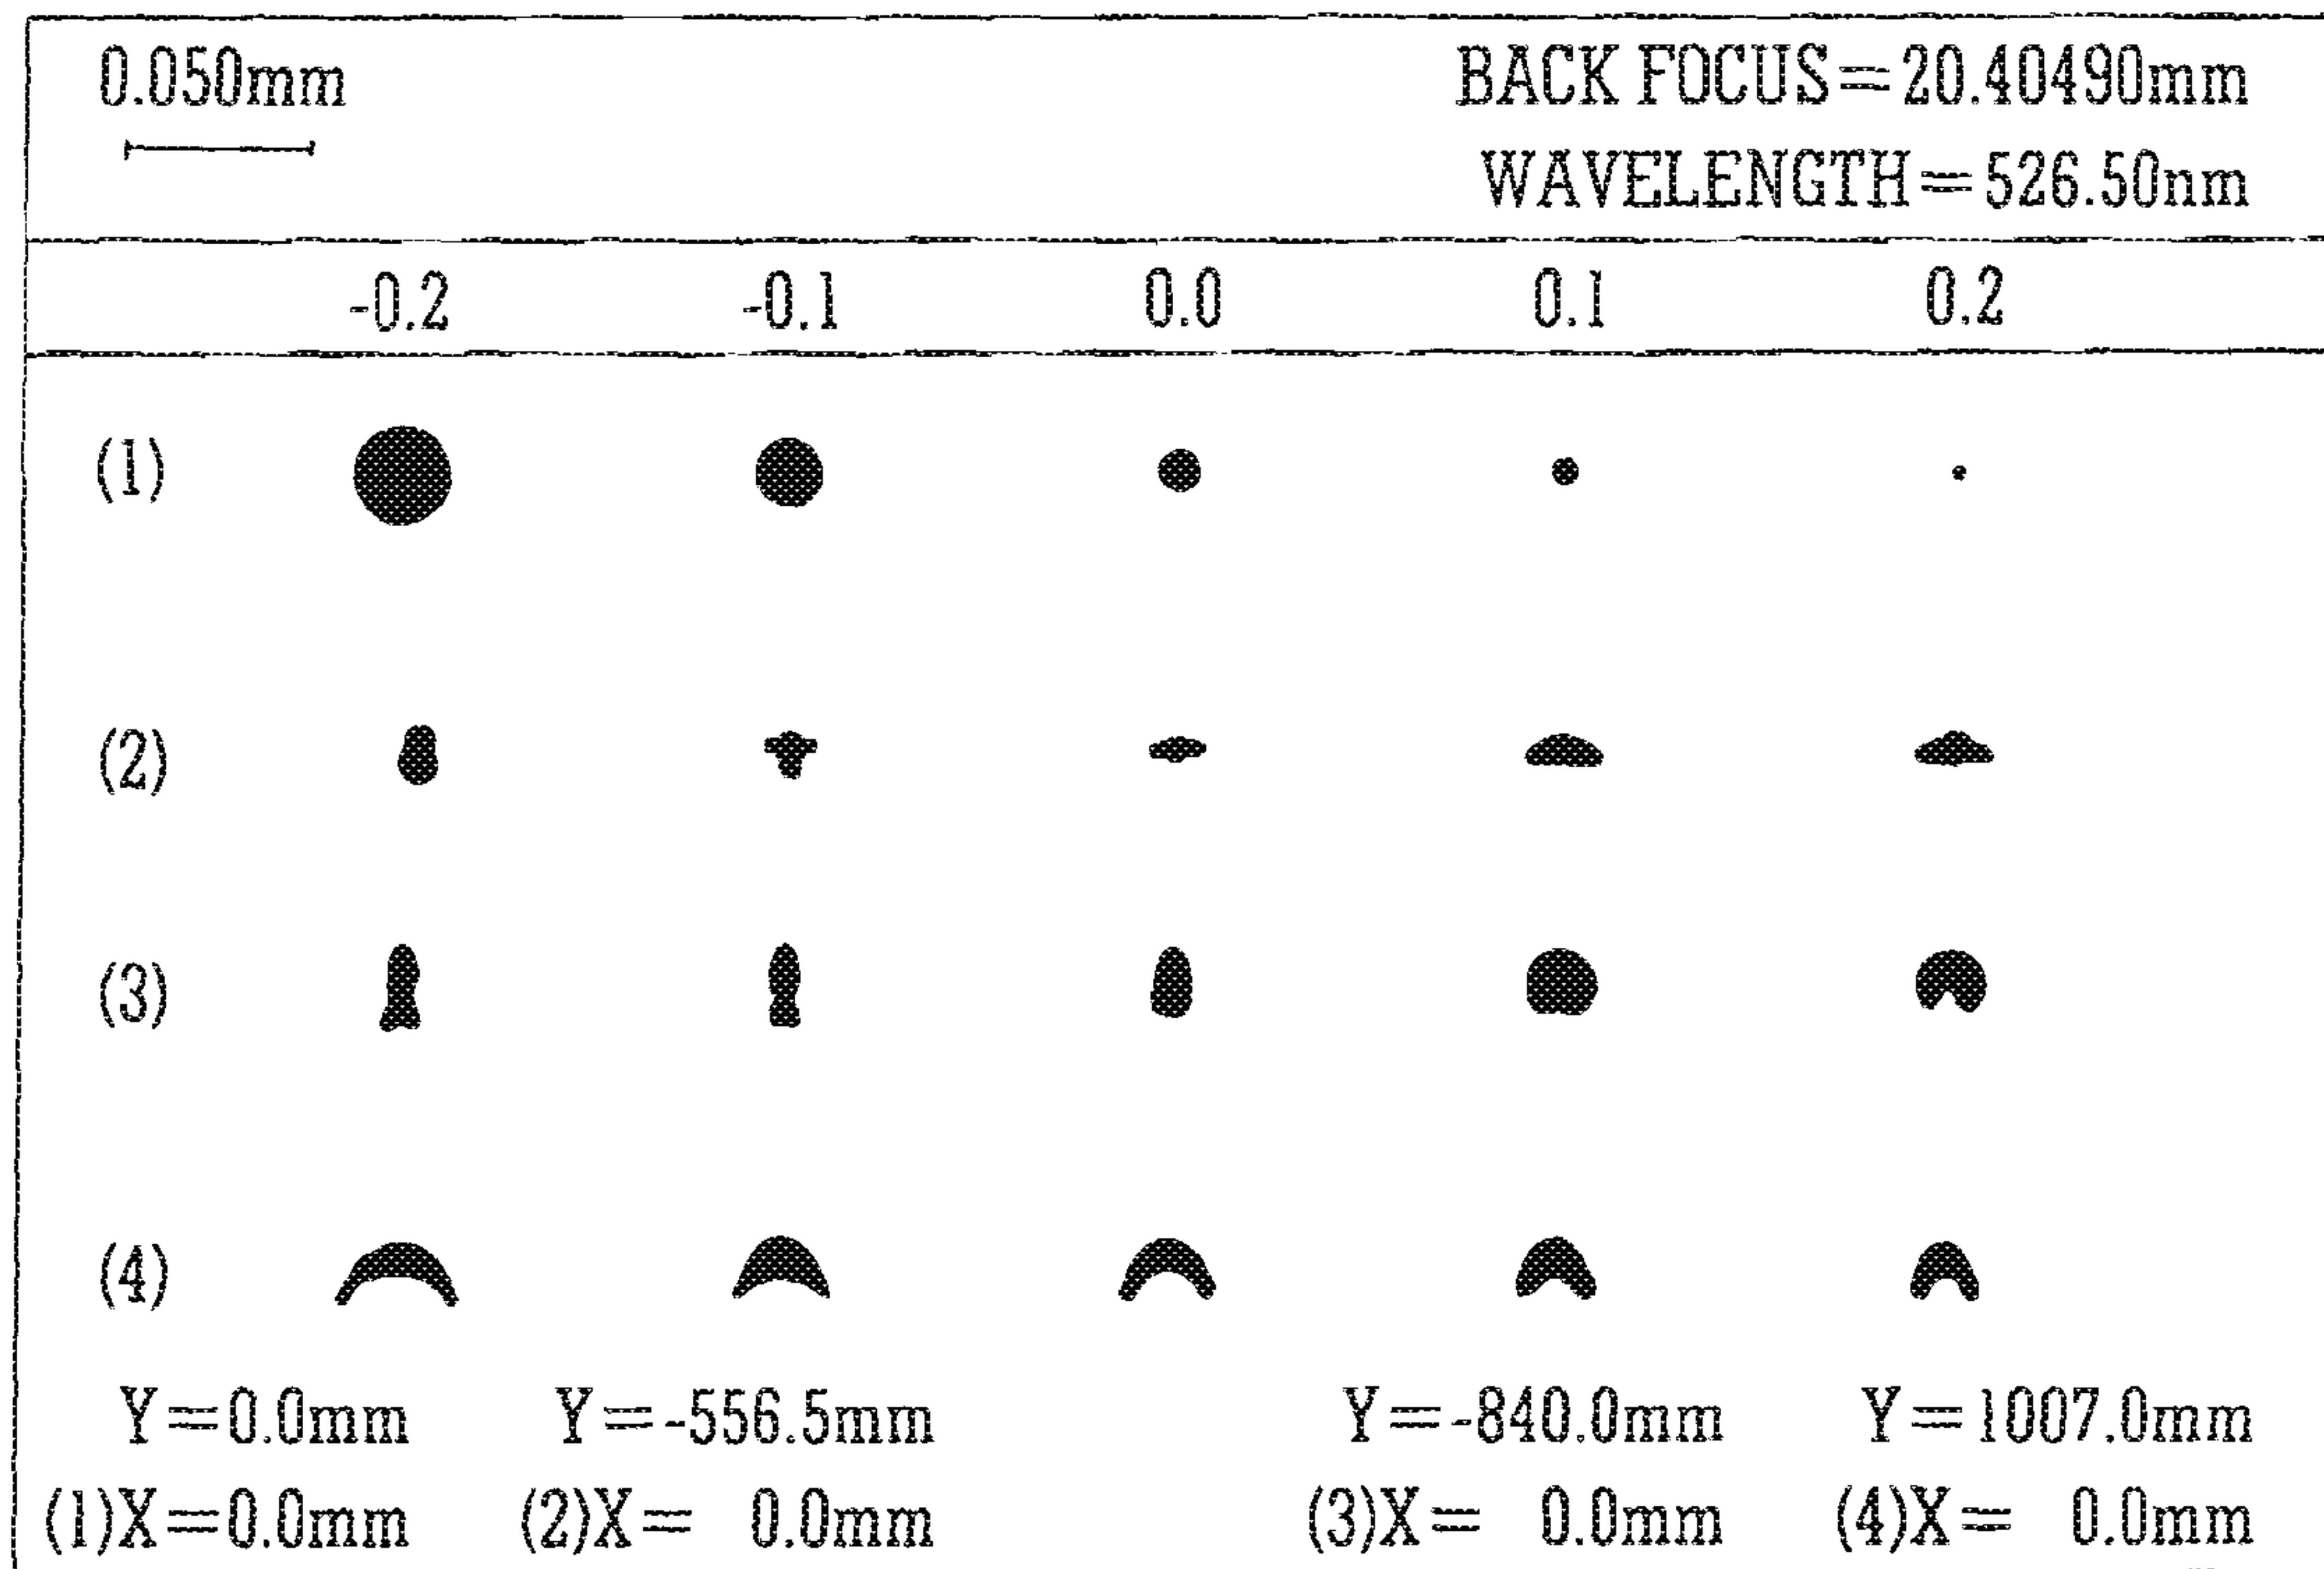 0.050mm BACK FOCUS=20.40490mm
WAVELENGTH=526.50nm
-0.2 -0.1 0.0 0.1 0.2
(1)
(2)
(3)
(4)
Y=0.0mm Y=-556.5mm Y=-840.0mm Y=1007.0mm
(1)X=0.0mm (2)X= 0.0mm (3)X= 0.0mm (4)X= 0.0mm